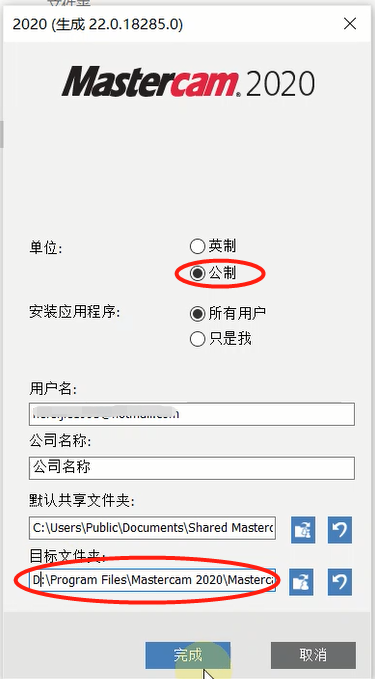 2020 (生成 22.0.18285.0)
Mastercam. 2020
单位:
英制
公制
安装应用程序:
所有用户
只是我
用户名:
公司名称:
公司名称
默认共享文件夹:
C:\Users\Public\Documents\Shared Masterc
目标文件夹:
D:\Program Files\Mastercam 2020\Masterca
完成
取消